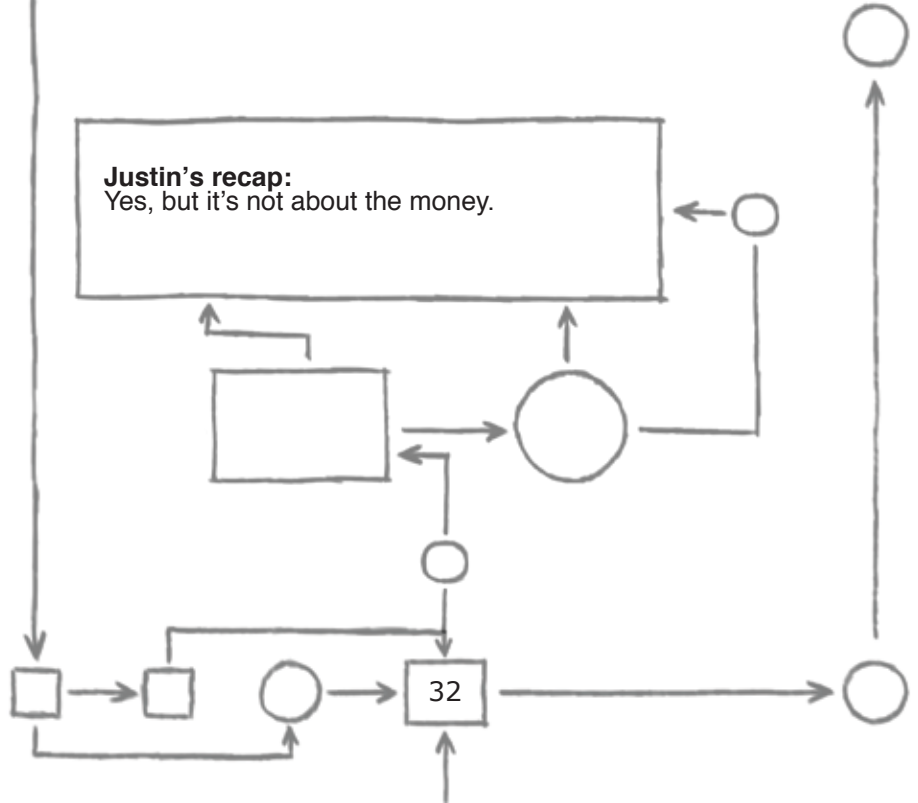 Justin’s recap:
Yes, but it’s not about the money.
32